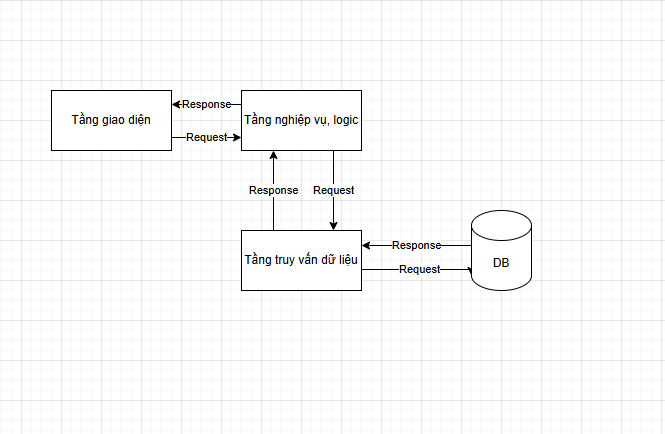 Tầng giao diện
Response
Request
Tầng nghiệp vụ, logic
Response
Request
Tầng truy vấn dữ liệu
Response
Request
DB